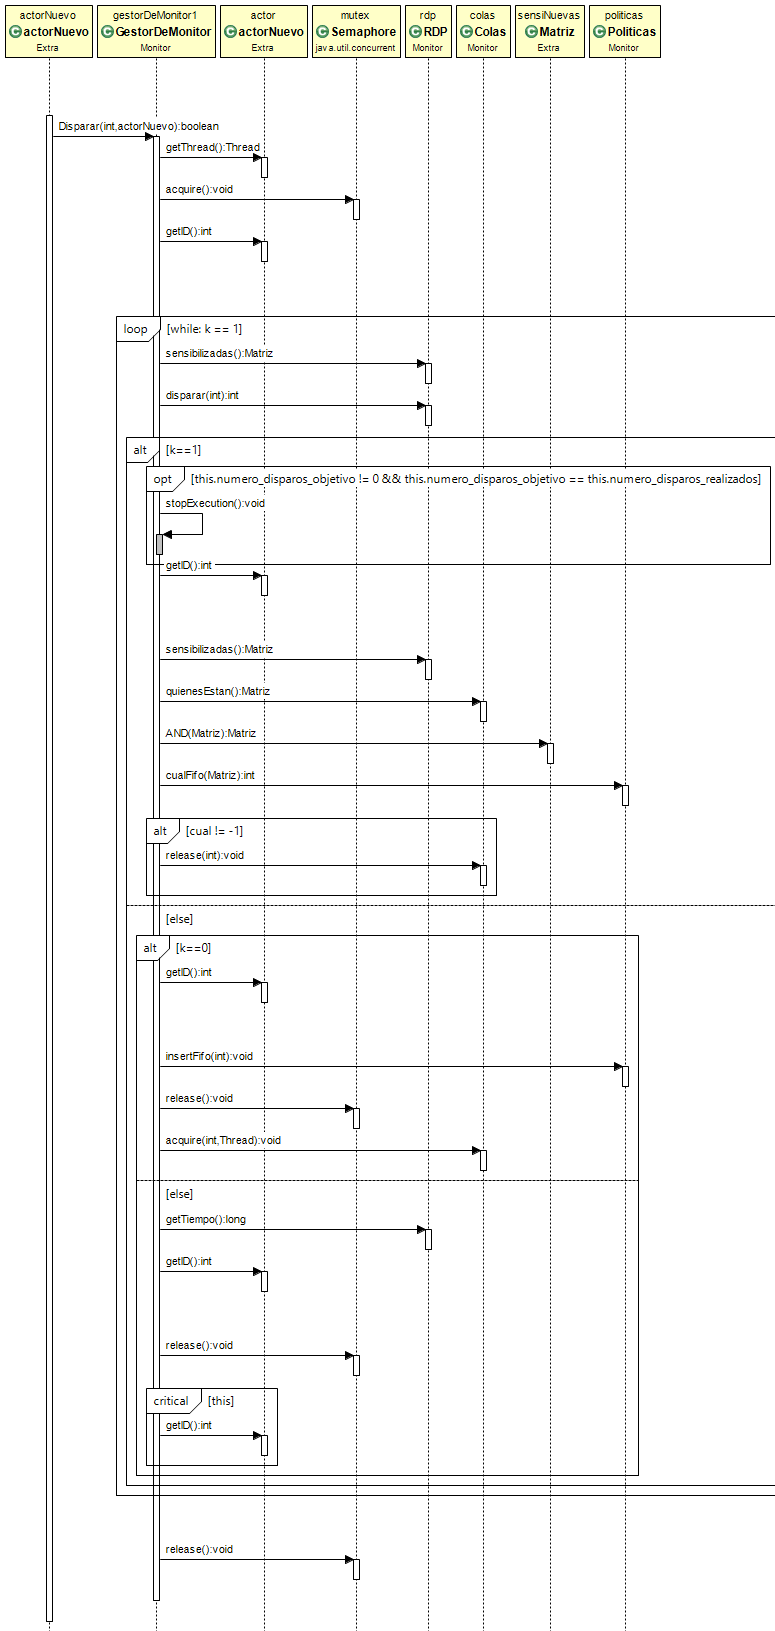 actorNuevo
actorNuevo
Extra
gestorDeMonitor1
GestorDeMonitor
Monitor
actor
actorNuevo
Extra
mutex
Semaphore
java.util.concurrent
rdp
RDP
Monitor
colas
Colas
Monitor
sensiNuevas
Matriz
Extra
politicas
Politicas
Monitor
Disparar(int,actorNuevo):boolean
getThread():Thread
acquire():void
getID():int
loop [while: k == 1]
sensibilizadas():Matriz
disparar(int):int
alt [k==1]
opt [this.numero_disparos_objetivo != 0 && this.numero_disparos_objetivo == this.numero_disparos_realizados]
stopExecution():void
getID():int
sensibilizadas():Matriz
quienesEstan():Matriz
AND(Matriz):Matriz
cualFifo(Matriz):int
alt [cual != -1]
release(int):void
[else]
alt [k==0]
getID():int
insertFifo(int):void
release():void
acquire(int,Thread):void
[else]
getTiempo():long
getID():int
release():void
critical [this]
getID():int
release():void